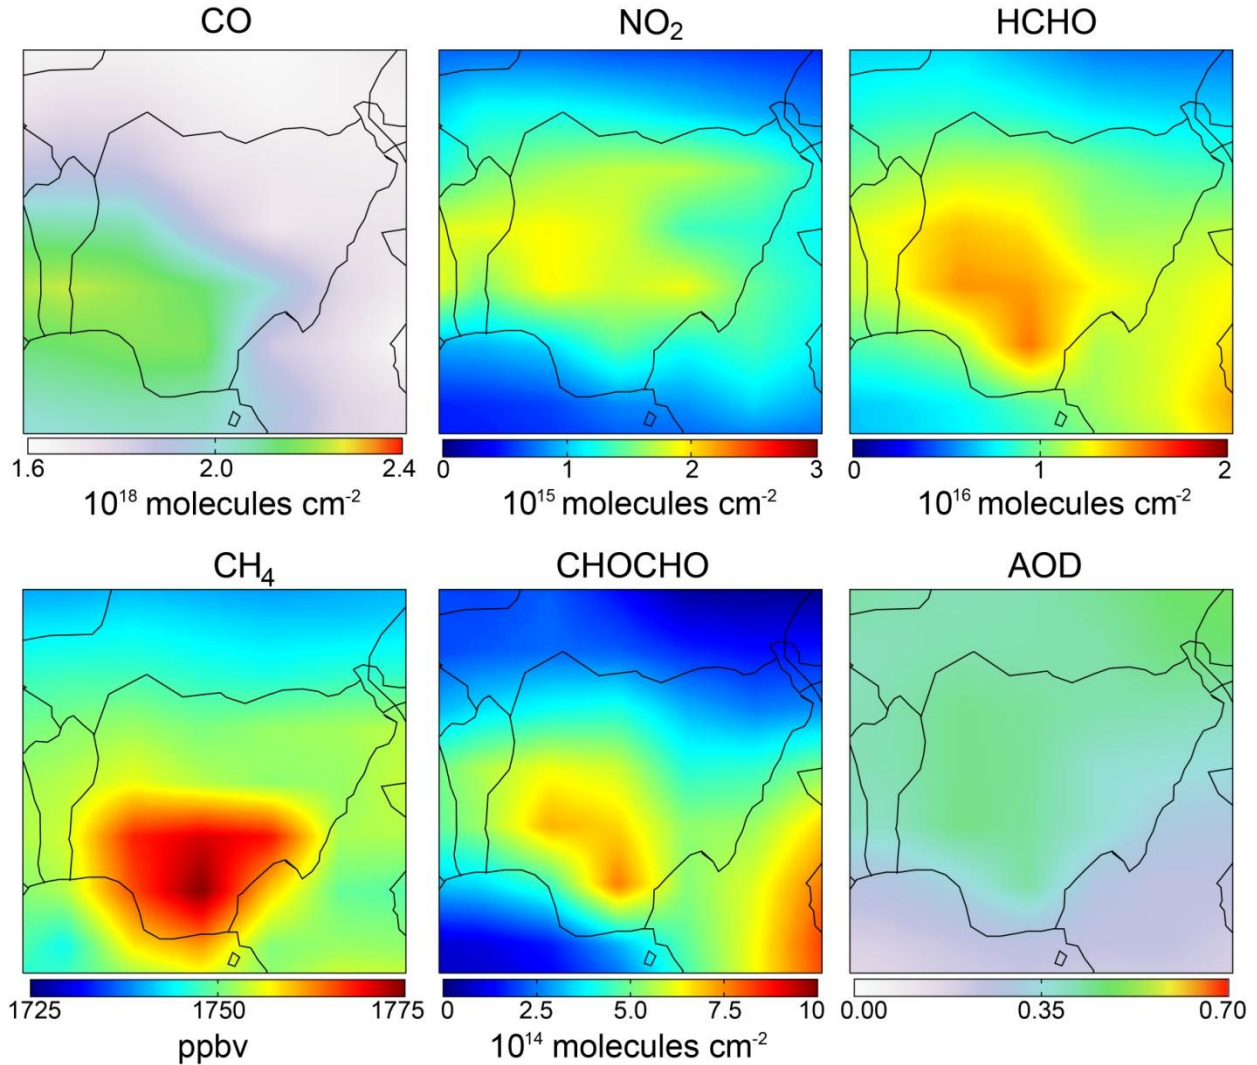 CO NO₂ HCHO
1.6 2.0 2.4 0 1 2 3 0 1 2
10¹⁸ molecules cm⁻² 10¹⁵ molecules cm⁻² 10¹⁶ molecules cm⁻²
CH₄ CHOCHO AOD
1725 1750 1775 0 2.5 5.0 7.5 10 0.00 0.35 0.70
ppbv 10¹⁴ molecules cm⁻²